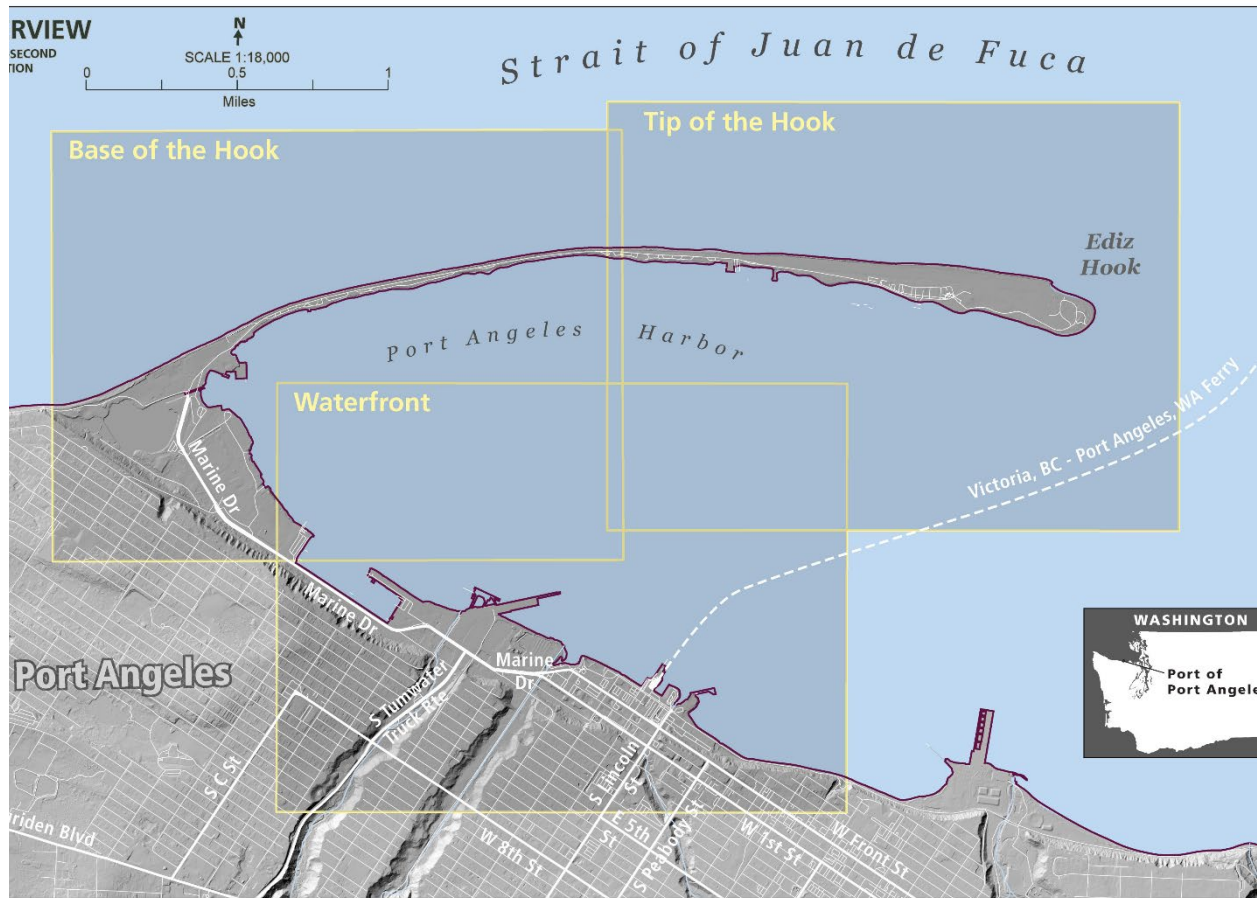 RVIEW
SECOND
TION
N
SCALE 1:18,000
0 0.5 1
Miles
Strait of Juan de Fuca
Base of the Hook
Tip of the Hook
Ediz
Hook
Port Angeles Harbor
Waterfront
Victoria, BC - Port Angeles, WA Ferry
Marine Dr
Marine Dr
Marine
Dr
Port Angeles
S Tumwater
Truck Rte
S C St
riden Blvd
W 8th St
S Lincoln
St
E 5th
St
S Peabody St
W 1st St
W Front St
WASHINGTON
Port of
Port Angele